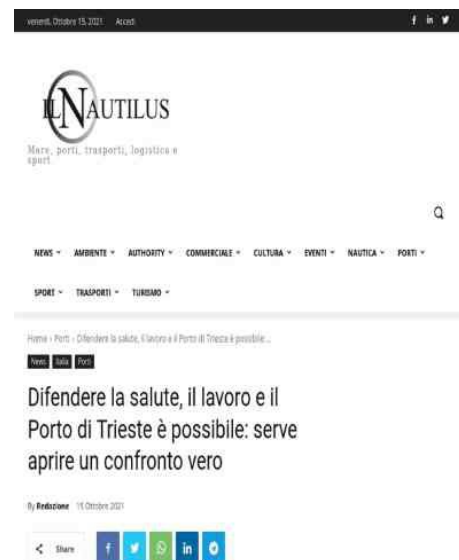 venerdì, Ottobre 15, 2021 Accedi
IL NAUTILUS
Mare, porti, trasporti, logistica e
sport
NEWS AMBIENTE AUTHORITY COMMERCIALE CULTURA EVENTI NAUTICA PORTI
SPORT TRASPORTI TURISMO
Home › Porti › Difendere la salute, il lavoro e il Porto di Trieste è possibile:...
News Italia Porti
Difendere la salute, il lavoro e il
Porto di Trieste è possibile: serve
aprire un confronto vero
By Redazione 15 Ottobre 2021
Share